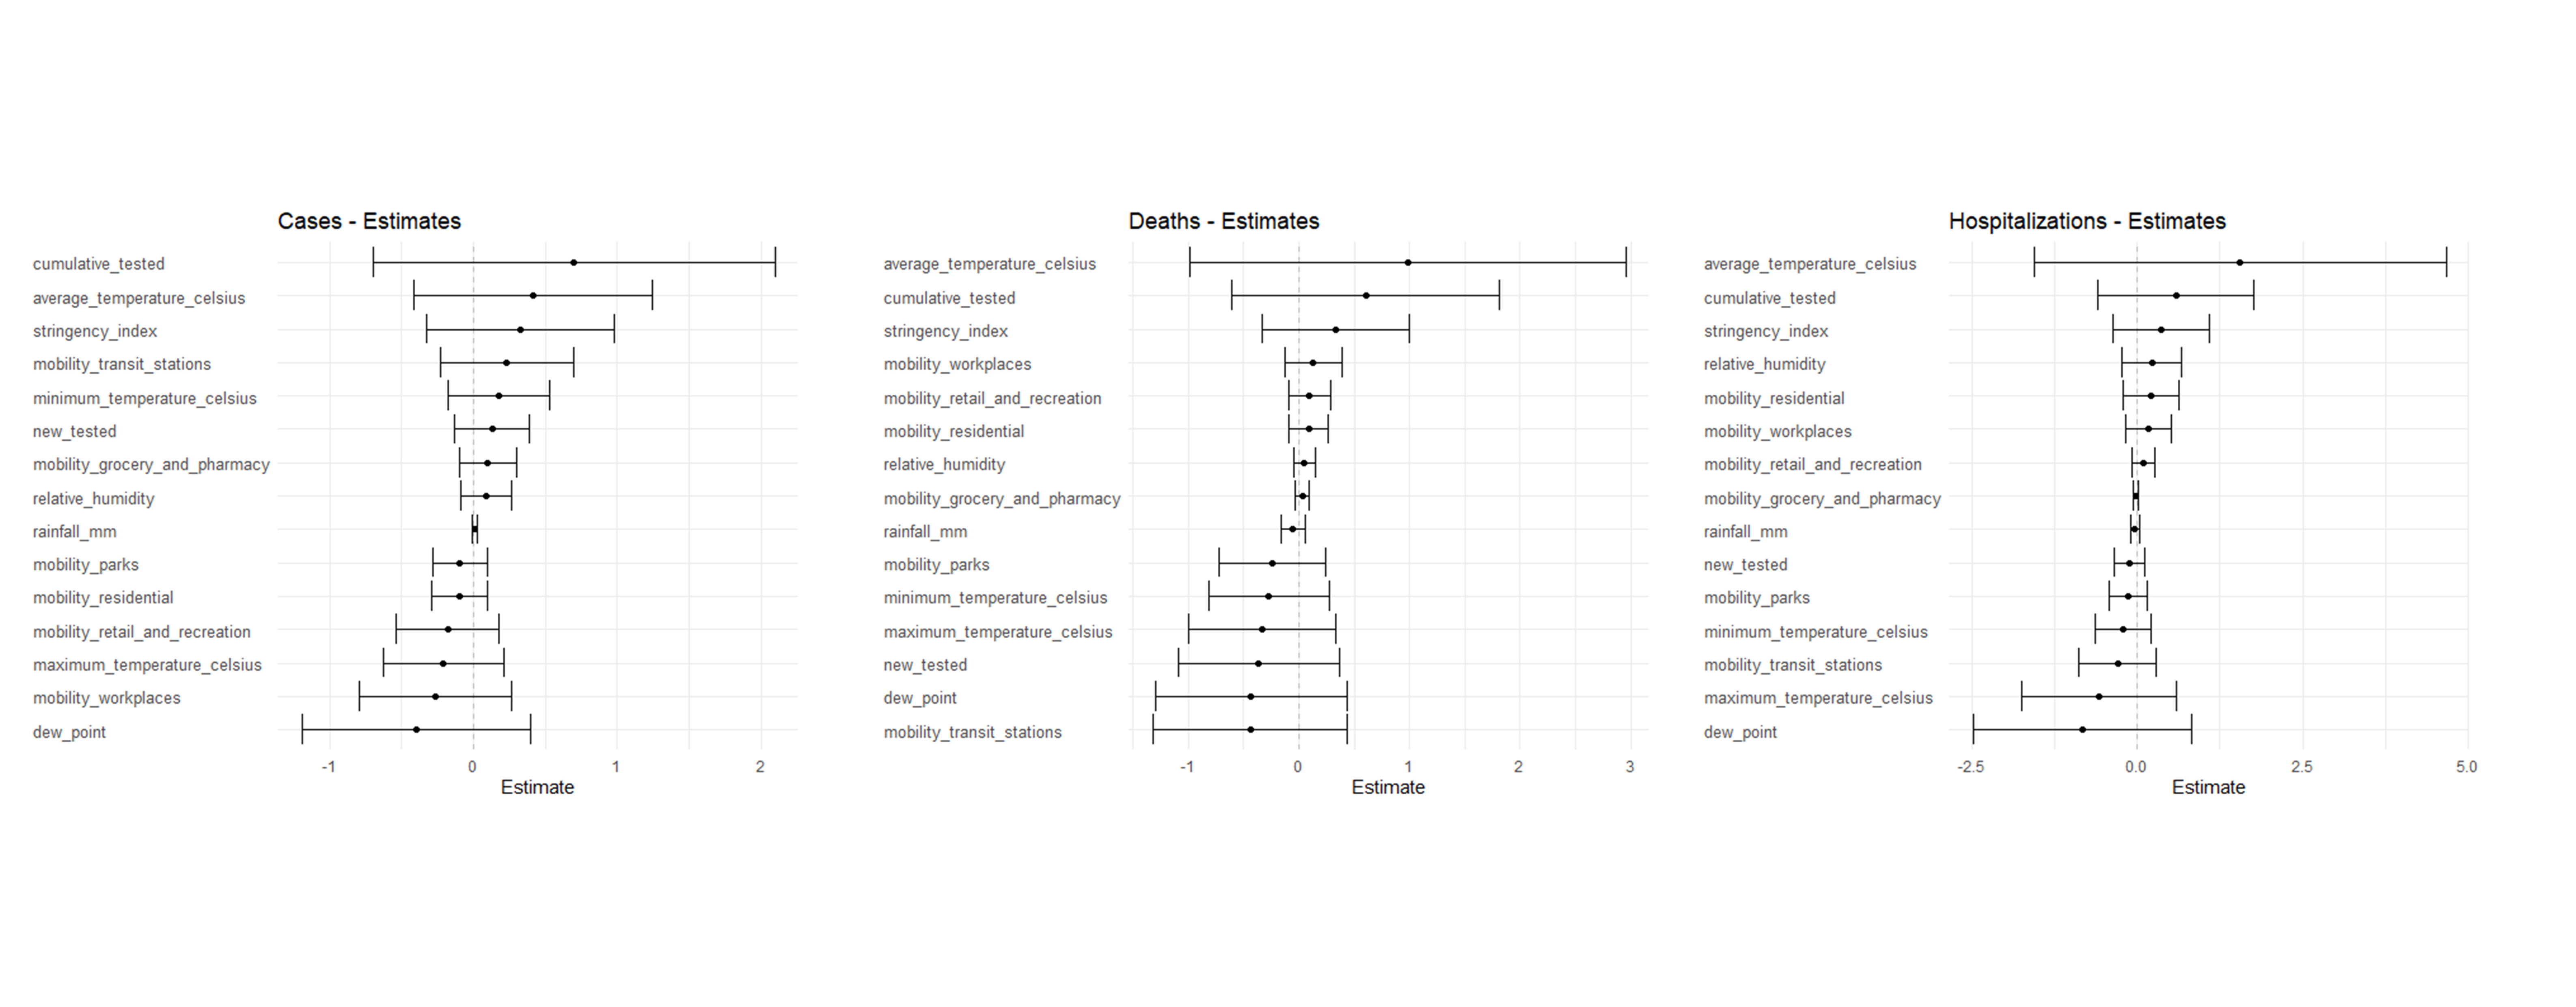 Cases - Estimates
cumulative_tested
average_temperature_celsius
stringency_index
mobility_transit_stations
minimum_temperature_celsius
new_tested
mobility_grocery_and_pharmacy
relative_humidity
rainfall_mm
mobility_parks
mobility_residential
mobility_retail_and_recreation
maximum_temperature_celsius
mobility_workplaces
dew_point
-1 0 1 2
Estimate
Deaths - Estimates
average_temperature_celsius
cumulative_tested
stringency_index
mobility_workplaces
mobility_retail_and_recreation
mobility_residential
relative_humidity
mobility_grocery_and_pharmacy
rainfall_mm
mobility_parks
minimum_temperature_celsius
maximum_temperature_celsius
new_tested
dew_point
mobility_transit_stations
-1 0 1 2 3
Estimate
Hospitalizations - Estimates
average_temperature_celsius
cumulative_tested
stringency_index
relative_humidity
mobility_residential
mobility_workplaces
mobility_retail_and_recreation
mobility_grocery_and_pharmacy
rainfall_mm
new_tested
mobility_parks
minimum_temperature_celsius
mobility_transit_stations
maximum_temperature_celsius
dew_point
-2.5 0.0 2.5 5.0
Estimate